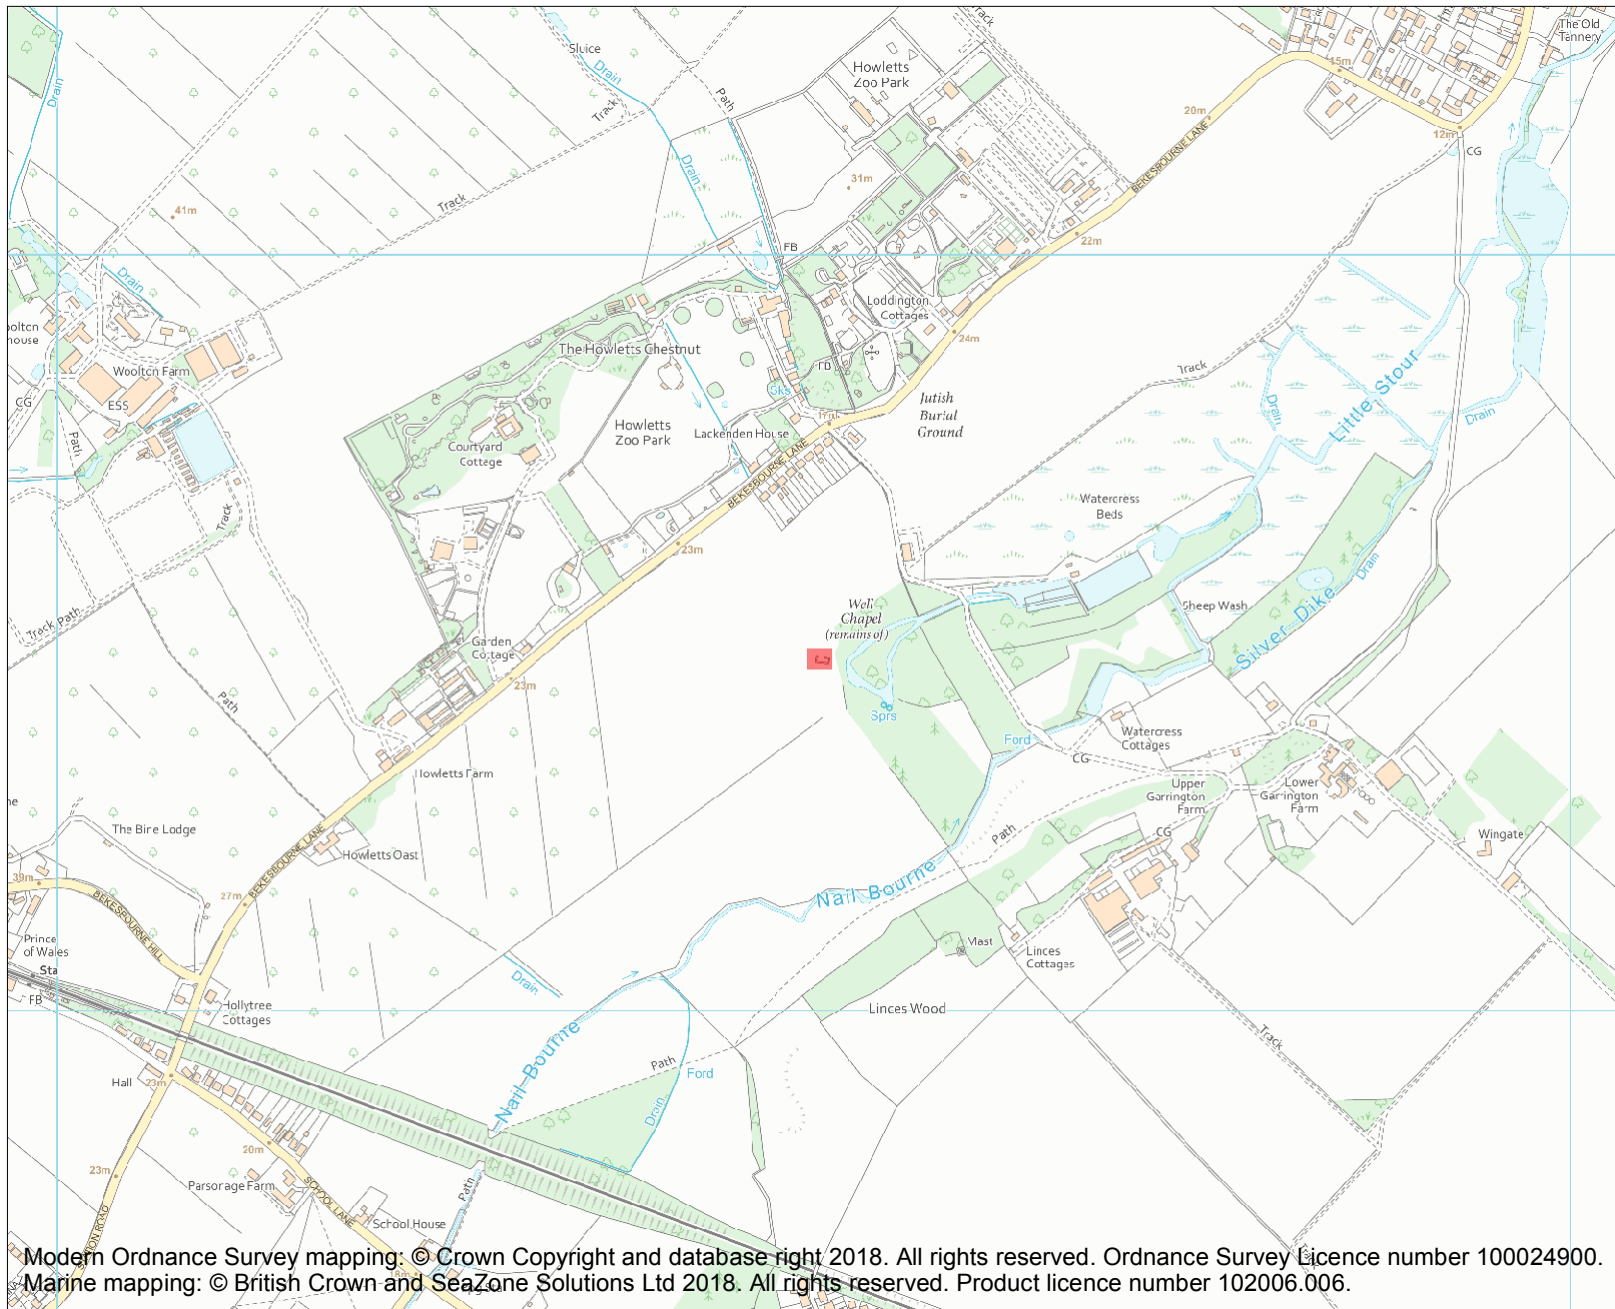 Track
The Old
Tannery
Sluice
Drain
Howletts
Zoo Park
15m
Drain
Path
Track
20m
12m
CG
BEKESBOURNE LANE
Drain
31m
Track
41m
22m
FB
Drain
Loddington
Cottages
24m
The Howletts Chestnut
Track
Woolton Farm
CG
ESS
Jutish
Burial
Ground
Little Stour
Drain
Drain
Howletts
Zoo Park
Lackenden House
Path
Courtyard
Cottage
BEKESBOURNE LANE
Watercress
Beds
Track
23m
Drain
Well
Chapel
(remains of)
Sheep Wash
Track
Path
Silver Dike
Garden
Cottage
23m
Path
Sprs
Ford
Watercress
Cottages
CG
Howletts Farm
Upper
Garrington
Farm
Lower
Garrington
Farm
Path
CG
Wingate
BEKESBOURNE LANE
Howletts Oast
39m
Nail Bourne
27m
BEKESBOURNE HILL
Prince
of Wales
Mast
Linces
Cottages
Sta
Drain
FB
Hollytree
Cottages
Linces Wood
Nail Bourne
Track
Path
Ford
Hall
23m
Drain
20m
23m
Path
SCHOOL LANE
School House
STATION ROAD
Modern Ordnance Survey mapping: © Crown Copyright and database right 2018. All rights reserved. Ordnance Survey Licence number 100024900.
Marine mapping: © British Crown and SeaZone Solutions Ltd 2018. All rights reserved. Product licence number 102006.006.